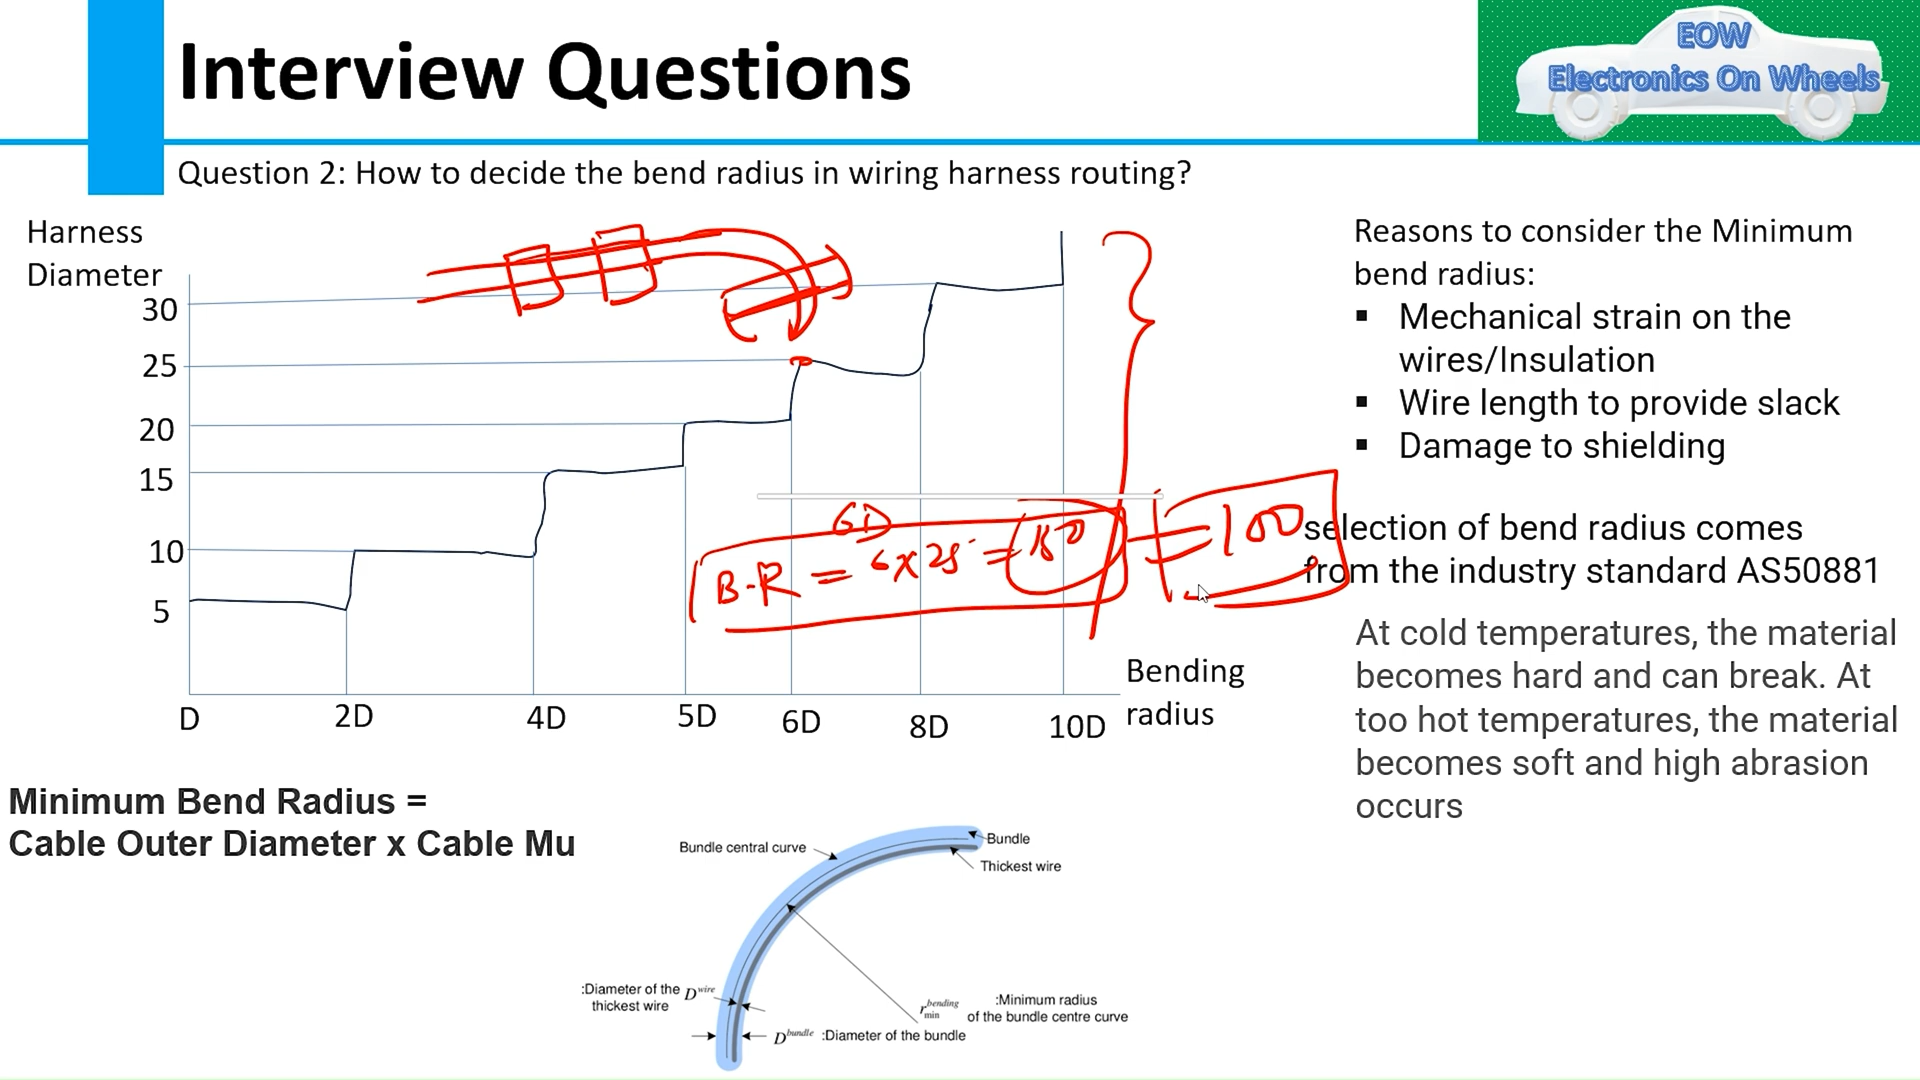 Interview Questions
EOW
Electronics On Wheels
Question 2: How to decide the bend radius in wiring harness routing?
Harness
Diameter
30
25
20
15
10
5
D
2D
4D
5D
6D
8D
10D
Bending
radius
6D
B-R = 6x25 = 150
= 100
Reasons to consider the Minimum
bend radius:
▪ Mechanical strain on the
wires/Insulation
▪ Wire length to provide slack
▪ Damage to shielding
selection of bend radius comes
from the industry standard AS50881
At cold temperatures, the material
becomes hard and can break. At
too hot temperatures, the material
becomes soft and high abrasion
occurs
Minimum Bend Radius =
Cable Outer Diameter x Cable Mu
Bundle central curve
Bundle
Thickest wire
:Diameter of the
thickest wire
D wire
D bundle :Diameter of the bundle
r bending min
:Minimum radius
of the bundle centre curve